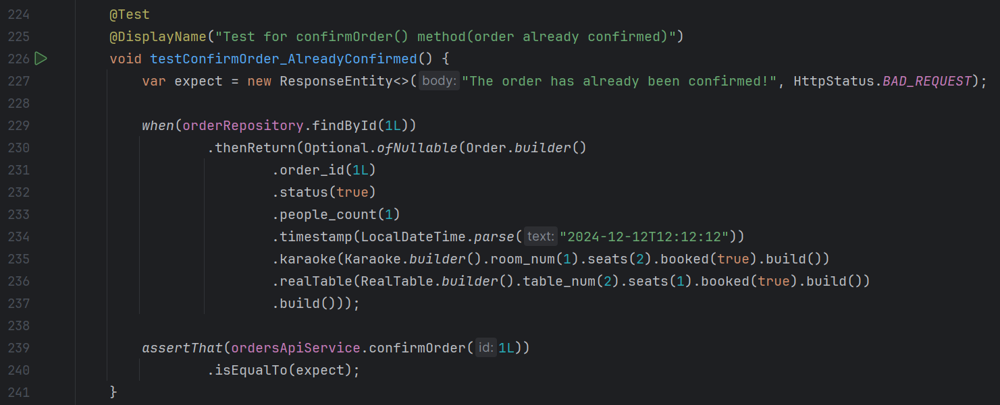 224 @Test
225 @DisplayName("Test for confirmOrder() method(order already confirmed)")
226 void testConfirmOrder_AlreadyConfirmed() {
227 var expect = new ResponseEntity<>( body: "The order has already been confirmed!", HttpStatus.BAD_REQUEST);
228
229 when(orderRepository.findById(1L))
230 .thenReturn(Optional.ofNullable(Order.builder()
231 .order_id(1L)
232 .status(true)
233 .people_count(1)
234 .timestamp(LocalDateTime.parse( text: "2024-12-12T12:12:12"))
235 .karaoke(Karaoke.builder().room_num(1).seats(2).booked(true).build())
236 .realTable(RealTable.builder().table_num(2).seats(1).booked(true).build())
237 .build()));
238
239 assertThat(ordersApiService.confirmOrder( id: 1L))
240 .isEqualTo(expect);
241 }